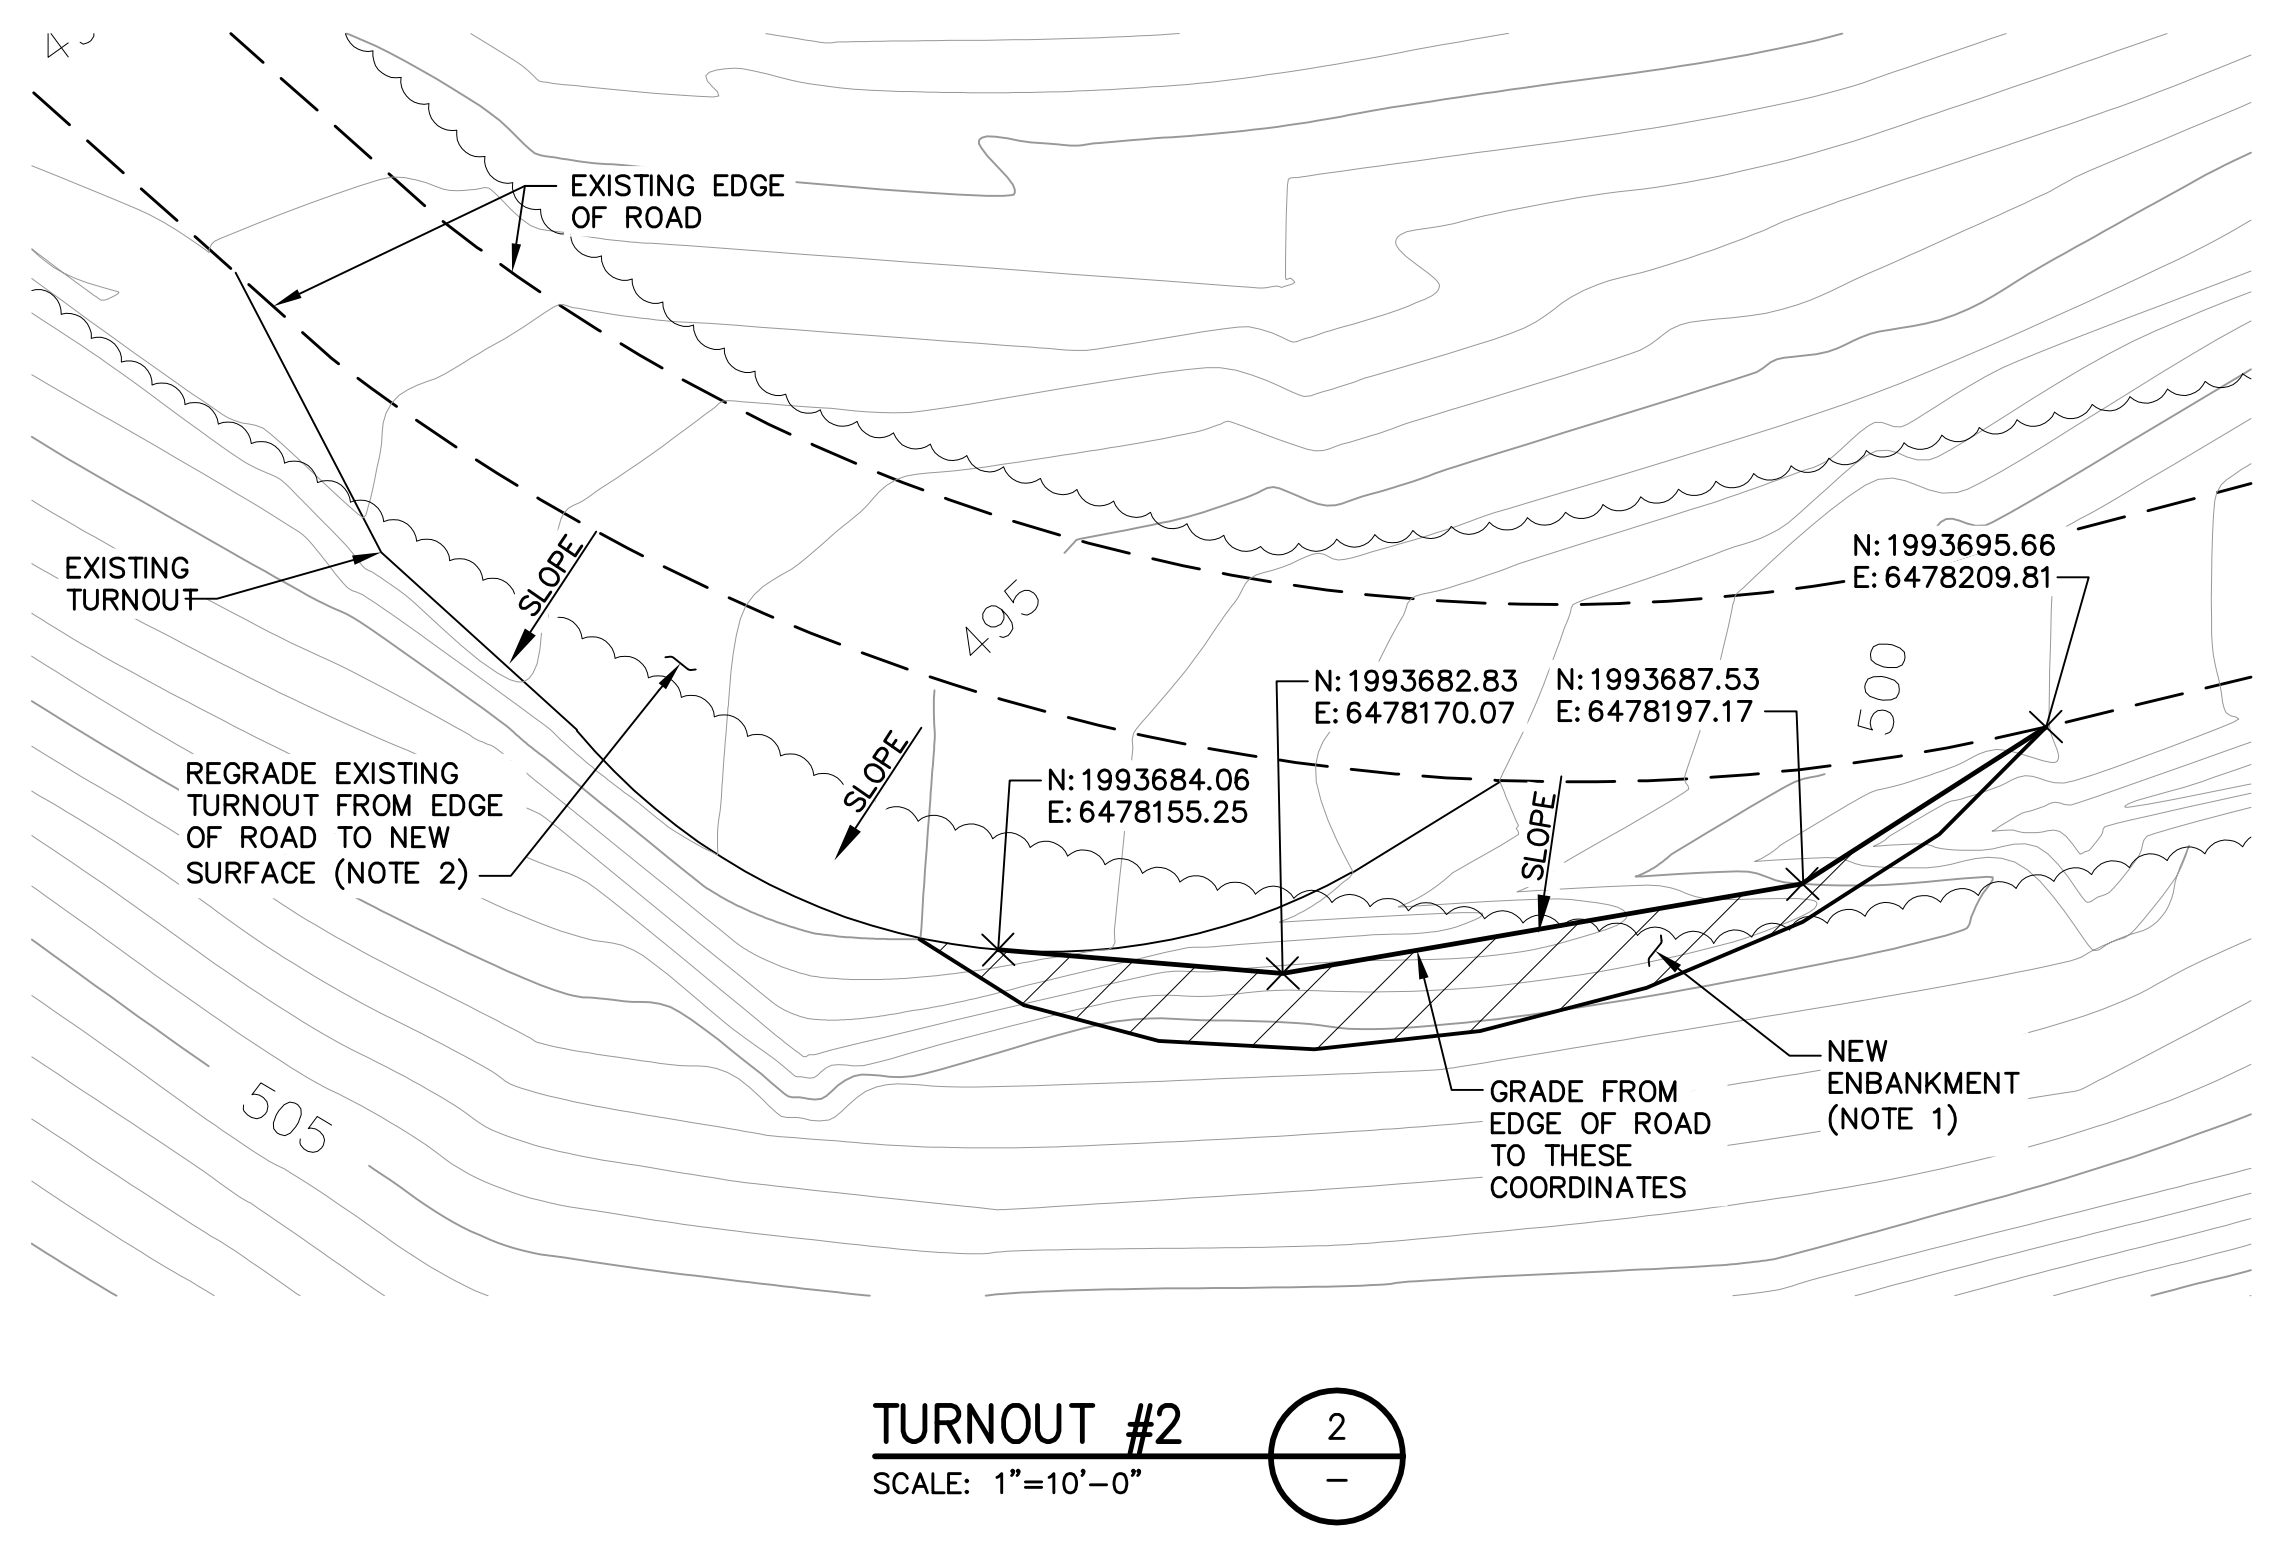 EXISTING EDGE
OF ROAD
EXISTING
TURNOUT
SLOPE
495
N:1993695.66
E:6478209.81
500
N:1993682.83
E:6478170.07
N:1993687.53
E:6478197.17
REGRADE EXISTING
TURNOUT FROM EDGE
OF ROAD TO NEW
SURFACE (NOTE 2)
SLOPE
N:1993684.06
E:6478155.25
SLOPE
505
NEW
ENBANKMENT
(NOTE 1)
GRADE FROM
EDGE OF ROAD
TO THESE
COORDINATES
TURNOUT #2
SCALE: 1"=10'-0"
2
–